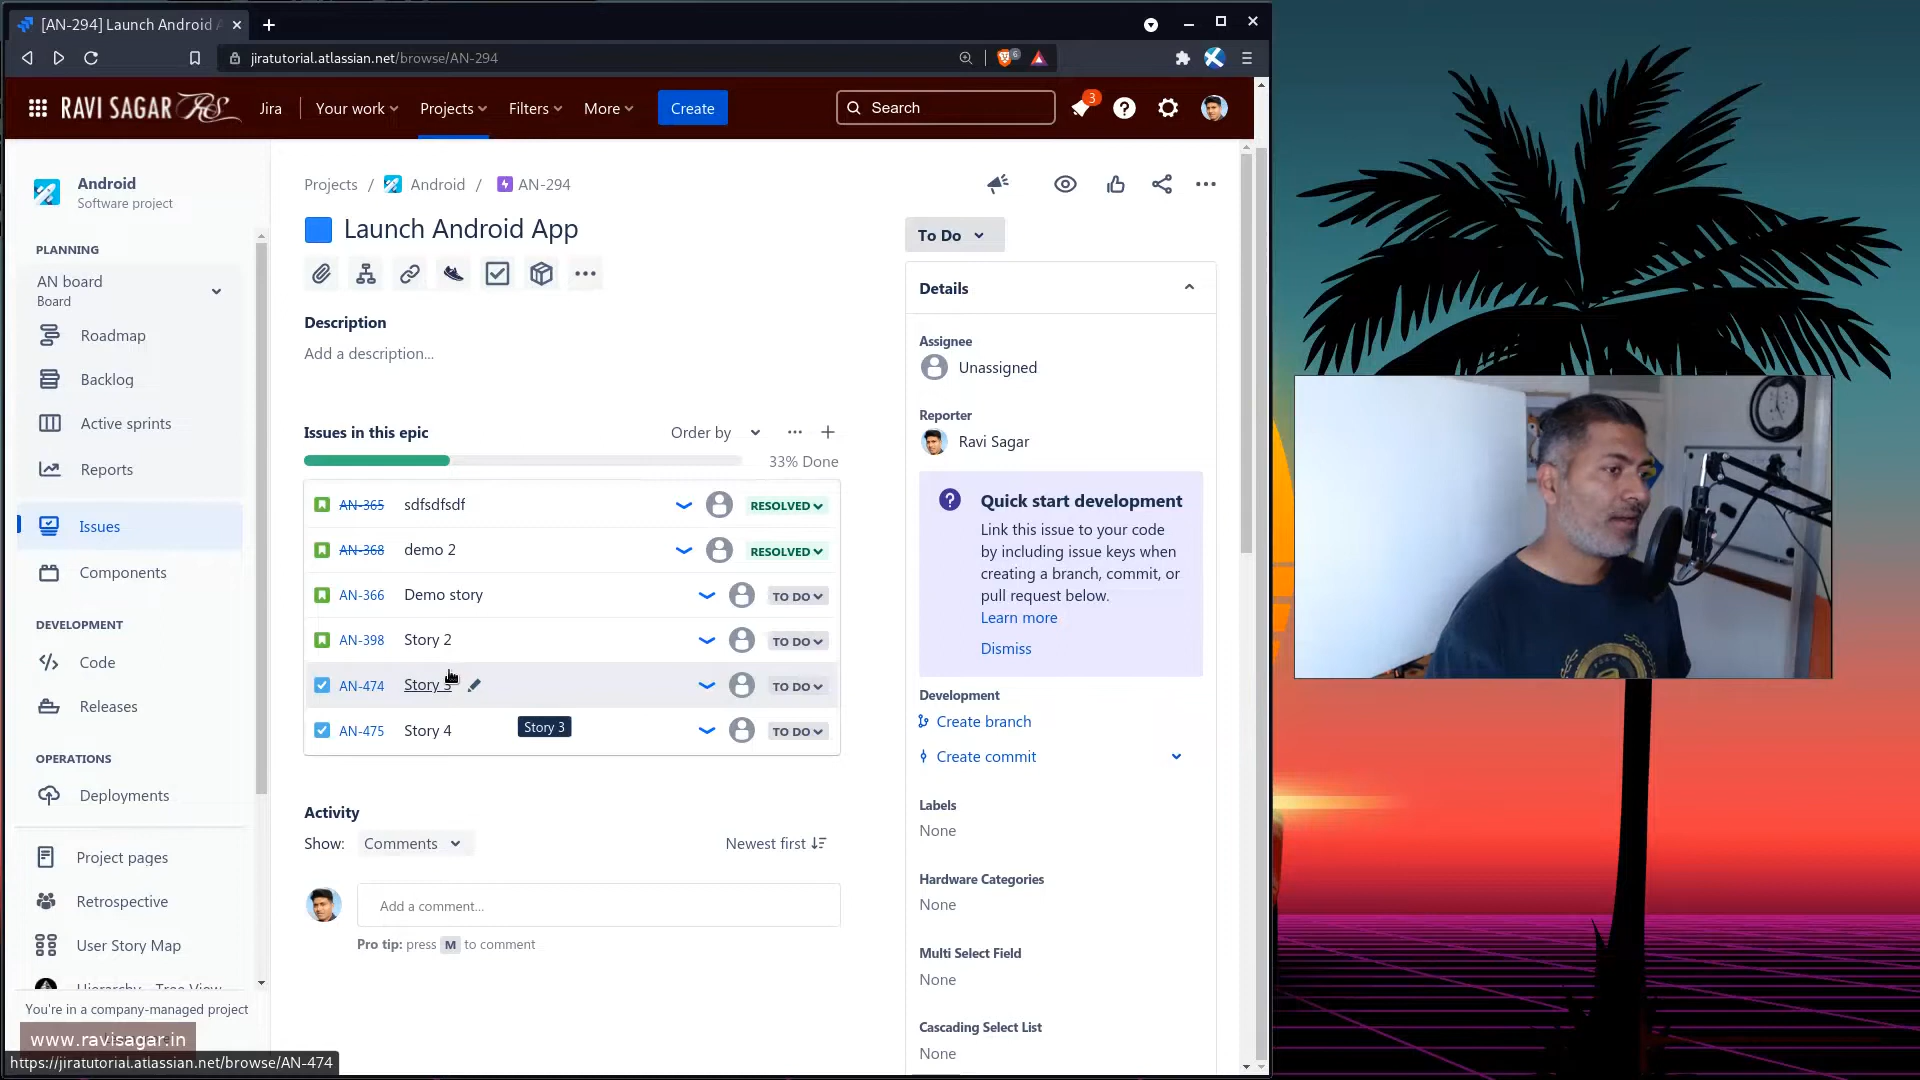 [AN-294] Launch Android A
jiratutorial.atlassian.net/browse/AN-294
6
RAVI SAGAR RS
Jira
Your work
Projects
Filters
More
Create
Search
3
Android
Software project
PLANNING
AN board
Board
Roadmap
Backlog
Active sprints
Reports
Issues
Components
DEVELOPMENT
Code
Releases
OPERATIONS
Deployments
Project pages
Retrospective
User Story Map
Hierarchy - Tree View
You're in a company-managed project
www.ravisagar.in
https://jiratutorial.atlassian.net/browse/AN-474
Projects / Android / AN-294
Launch Android App
Description
Add a description...
Issues in this epic
Order by
33% Done
AN-365 sdfsdfsdf RESOLVED
AN-368 demo 2 RESOLVED
AN-366 Demo story TO DO
AN-398 Story 2 TO DO
AN-474 Story 3 TO DO
AN-475 Story 4 TO DO
Story 3
Activity
Show: Comments
Newest first
Add a comment...
Pro tip: press M to comment
To Do
Details
Assignee
Unassigned
Reporter
Ravi Sagar
Quick start development
Link this issue to your code
by including issue keys when
creating a branch, commit, or
pull request below.
Learn more
Dismiss
Development
Create branch
Create commit
Labels
None
Hardware Categories
None
Multi Select Field
None
Cascading Select List
None